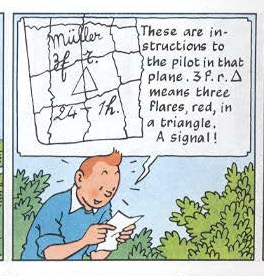 Müller
3f. r.
△
24 - 1h.
These are in-
structions to
the pilot in that
plane. 3 f. r. △
means three
flares, red, in
a triangle.
A signal!